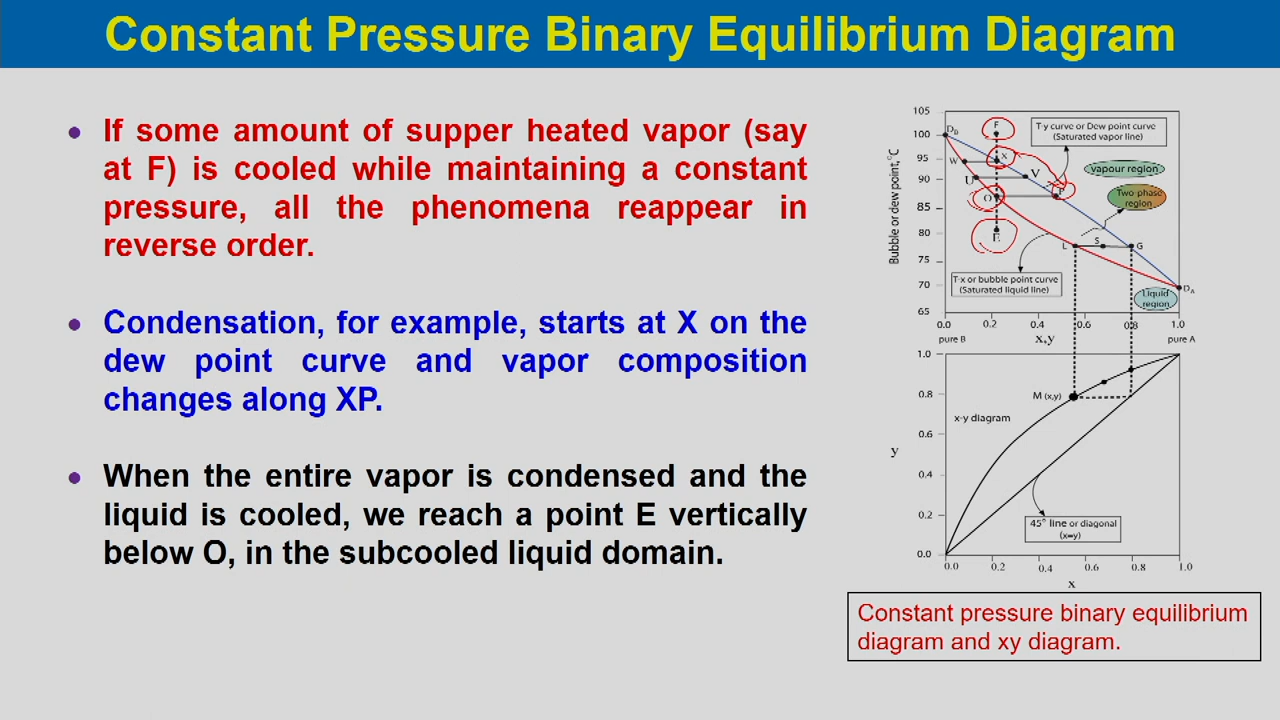 Constant Pressure Binary Equilibrium Diagram
If some amount of supper heated vapor (say
at F) is cooled while maintaining a constant
pressure, all the phenomena reappear in
reverse order.
Condensation, for example, starts at X on the
dew point curve and vapor composition
changes along XP.
When the entire vapor is condensed and the
liquid is cooled, we reach a point E vertically
below O, in the subcooled liquid domain.
Bubble or dew point,°C
105
100
95
90
85
80
75
70
65
D_B
F
X
W
U
V
O
P
E
L
S
G
D_A
T-y curve or Dew point curve
(Saturated vapor line)
vapour region
Two phase
region
T-x or bubble point curve
(Saturated liquid line)
Liquid
region
0.0 0.2 0.4 0.6 0.8 1.0
pure B x,y pure A
1.0
0.8
0.6
0.4
0.2
0.0
y
M (x,y)
x-y diagram
45° line or diagonal
(x=y)
0.0 0.2 0.4 0.6 0.8 1.0
x
Constant pressure binary equilibrium
diagram and xy diagram.